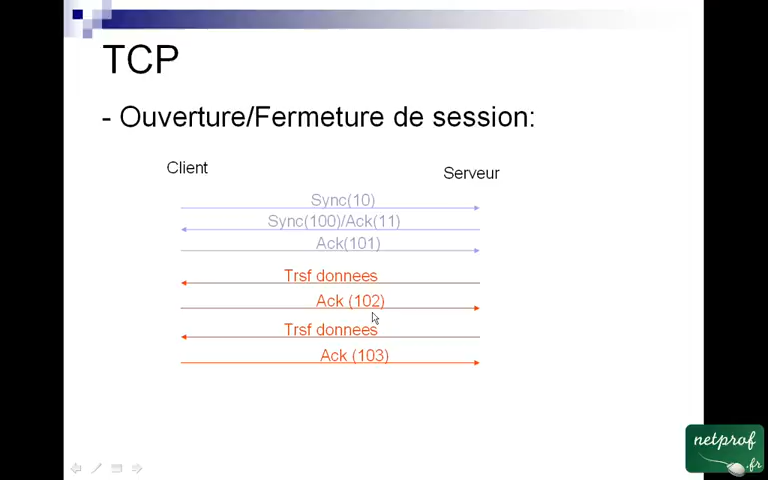 TCP
- Ouverture/Fermeture de session:
Client
Serveur
Sync(10)
Sync(100)/Ack(11)
Ack(101)
Trsf donnees
Ack (102)
Trsf donnees
Ack (103)
netprof
.fr